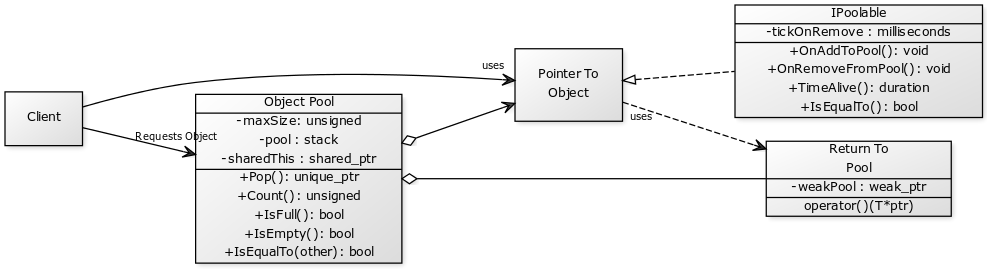 Client
uses
Requests Object
Object Pool
-maxSize: unsigned
-pool : stack
-sharedThis : shared_ptr
+Pop(): unique_ptr
+Count(): unsigned
+IsFull(): bool
+IsEmpty(): bool
+IsEqualTo(other): bool
Pointer To
Object
uses
IPoolable
-tickOnRemove : milliseconds
+OnAddToPool(): void
+OnRemoveFromPool(): void
+TimeAlive(): duration
+IsEqualTo(): bool
Return To
Pool
-weakPool : weak_ptr
operator()(T*ptr)